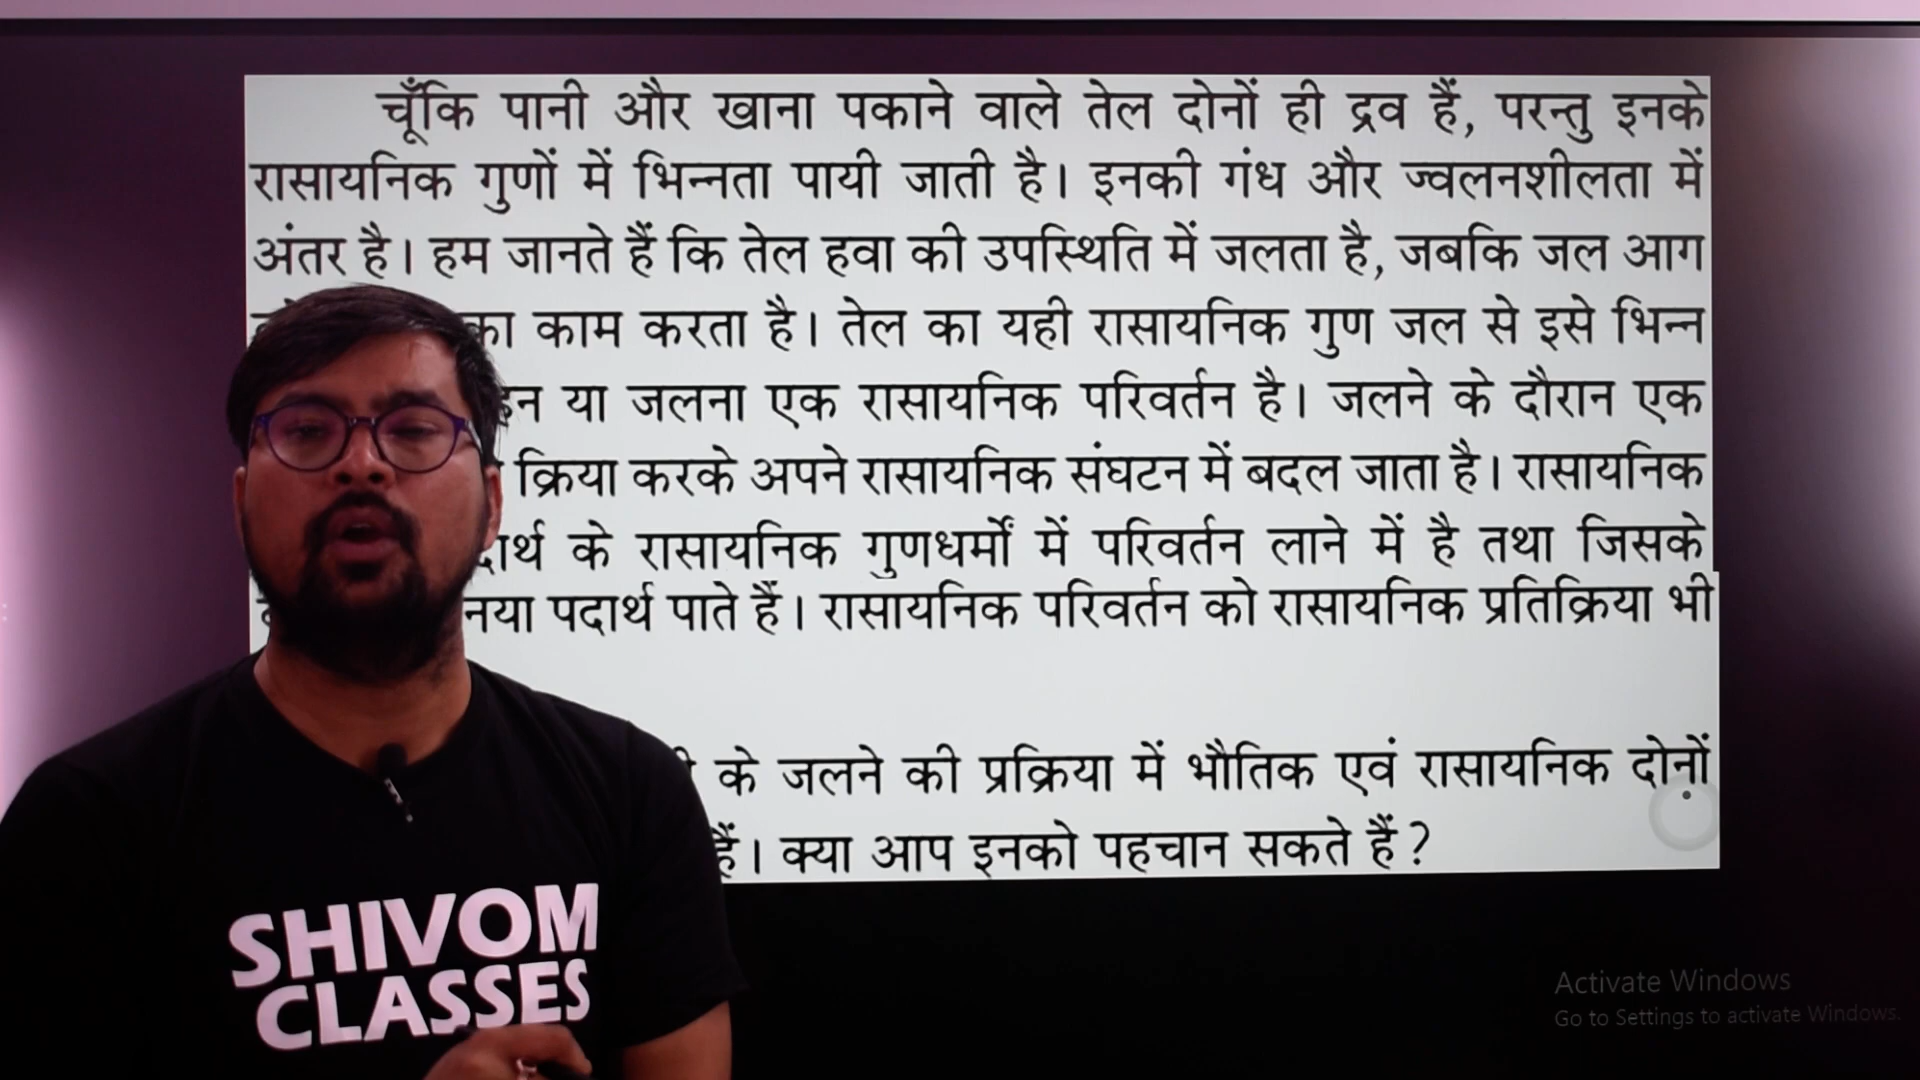 चूँकि पानी और खाना पकाने वाले तेल दोनों ही द्रव हैं, परन्तु इनके
रासायनिक गुणों में भिन्नता पायी जाती है। इनकी गंध और ज्वलनशीलता में
अंतर है। हम जानते हैं कि तेल हवा की उपस्थिति में जलता है, जबकि जल आग
का काम करता है। तेल का यही रासायनिक गुण जल से इसे भिन्न
या जलना एक रासायनिक परिवर्तन है। जलने के दौरान एक
क्रिया करके अपने रासायनिक संघटन में बदल जाता है। रासायनिक
के रासायनिक गुणधर्मों में परिवर्तन लाने में है तथा जिसके
नया पदार्थ पाते हैं। रासायनिक परिवर्तन को रासायनिक प्रतिक्रिया भी
के जलने की प्रक्रिया में भौतिक एवं रासायनिक दोनों
हैं। क्या आप इनको पहचान सकते हैं?
SHIVOM
CLASSES
Activate Windows
Go to Settings to activate Windows.